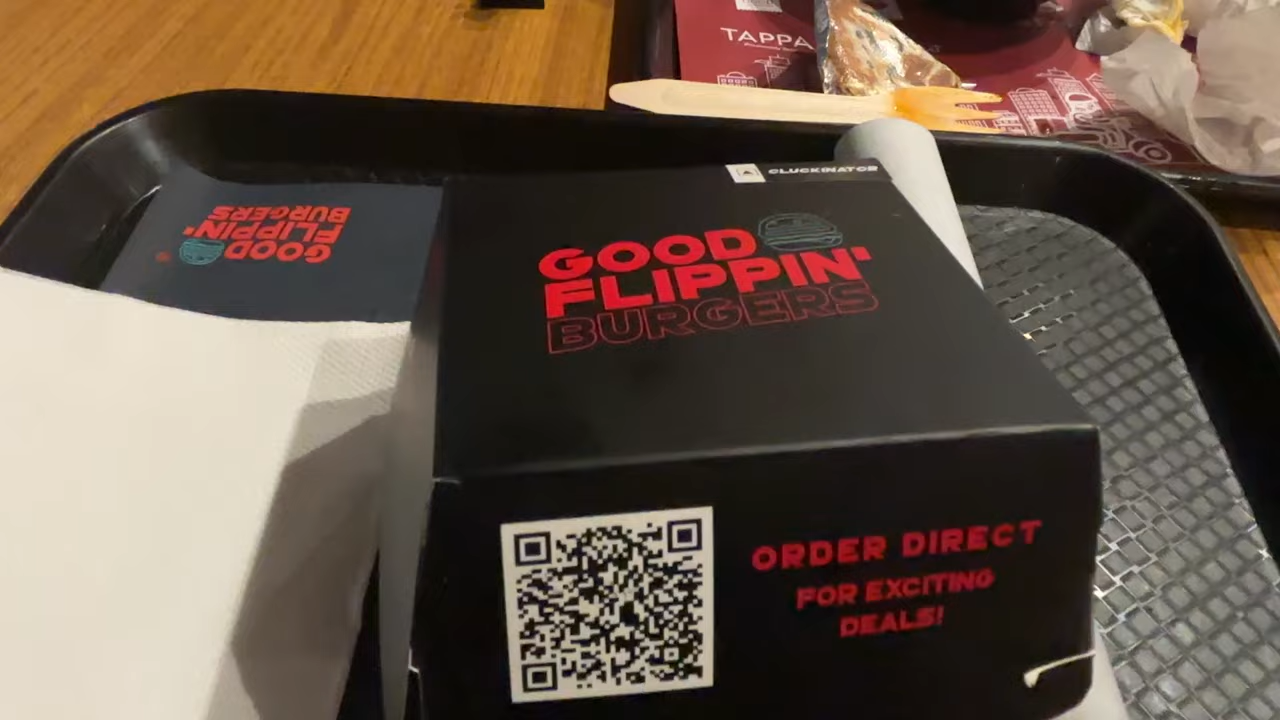 TAPPA
CLUCKINATOR
GOOD
FLIPPIN'
BURGERS
GOOD
FLIPPIN'
BURGERS
ORDER DIRECT
FOR EXCITING
DEALS!